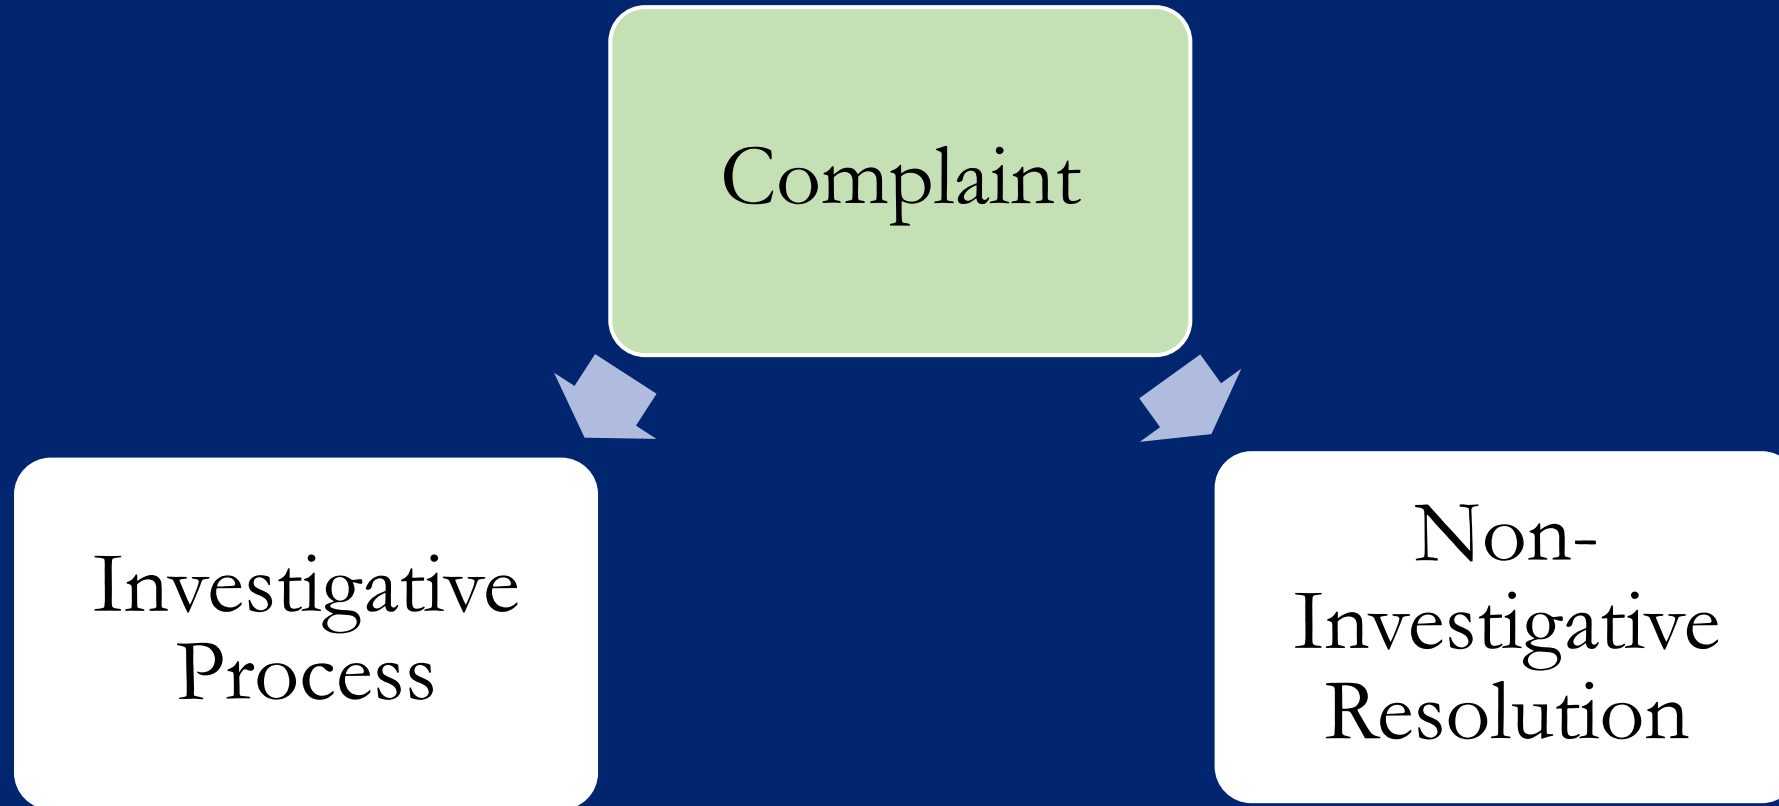 Complaint
Investigative
Process
Non-
Investigative
Resolution